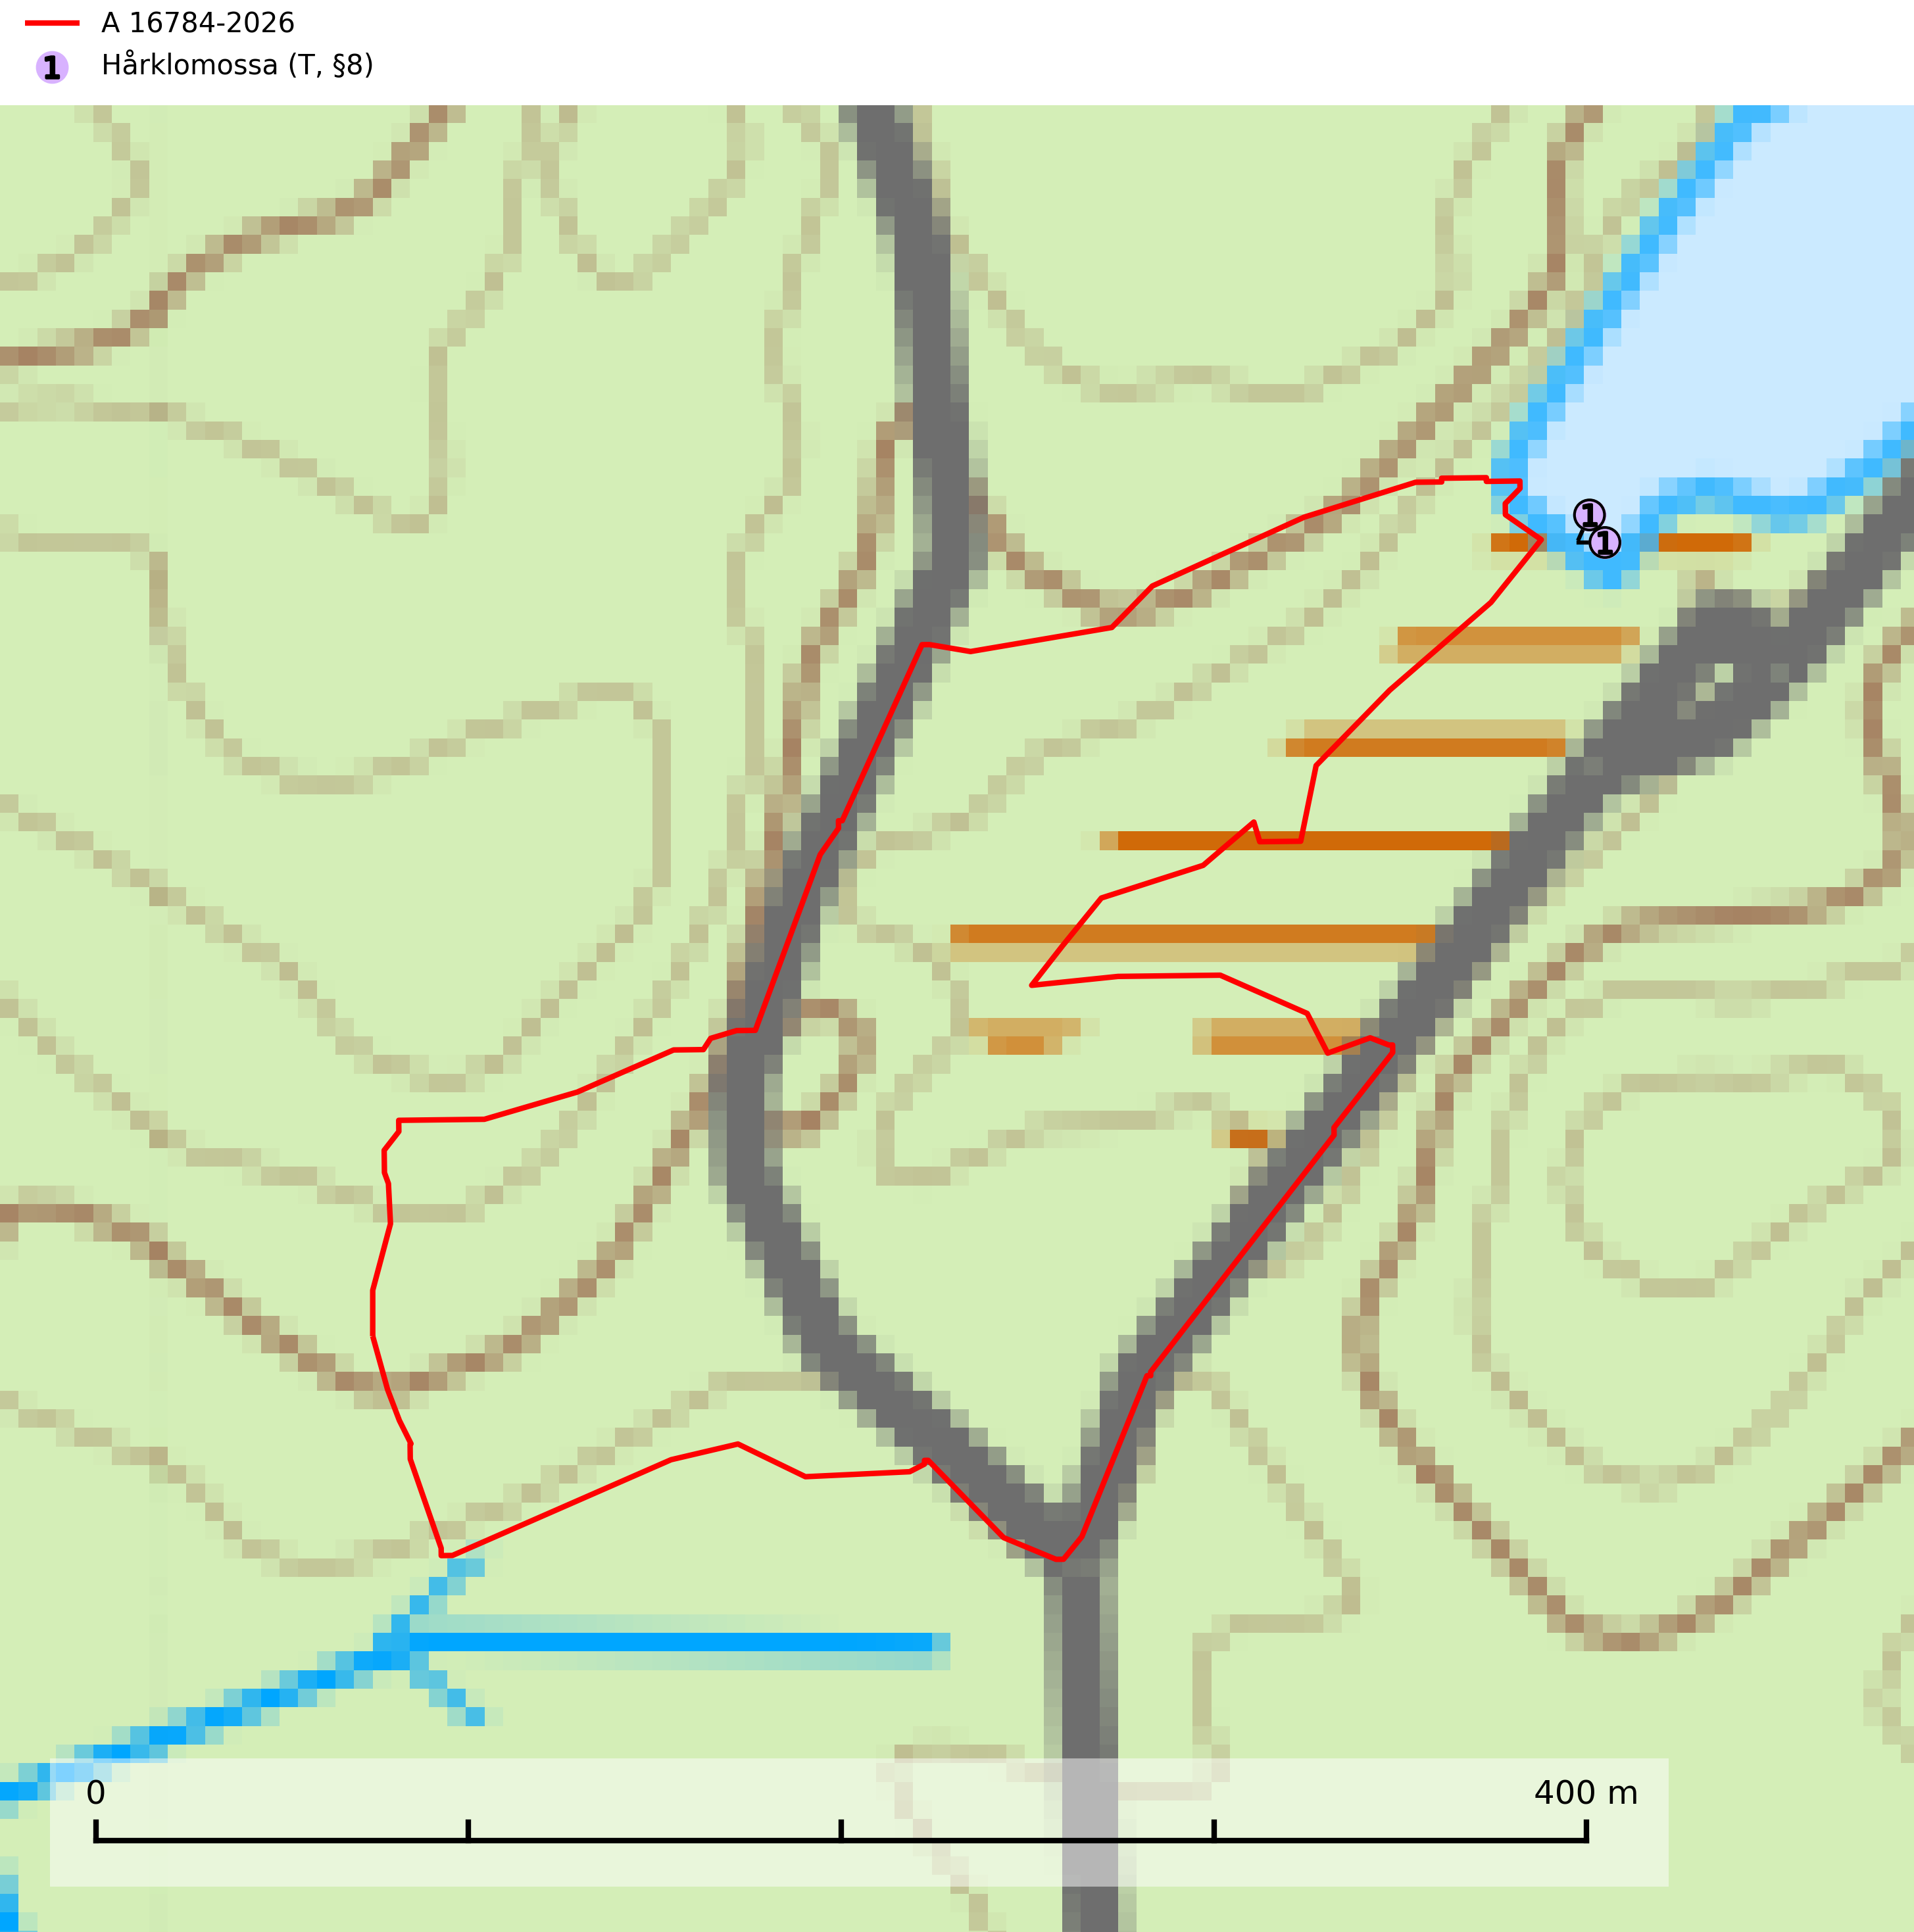 A 16784-2026
1 Hårklomossa (T, §8)
1
1
0 400 m